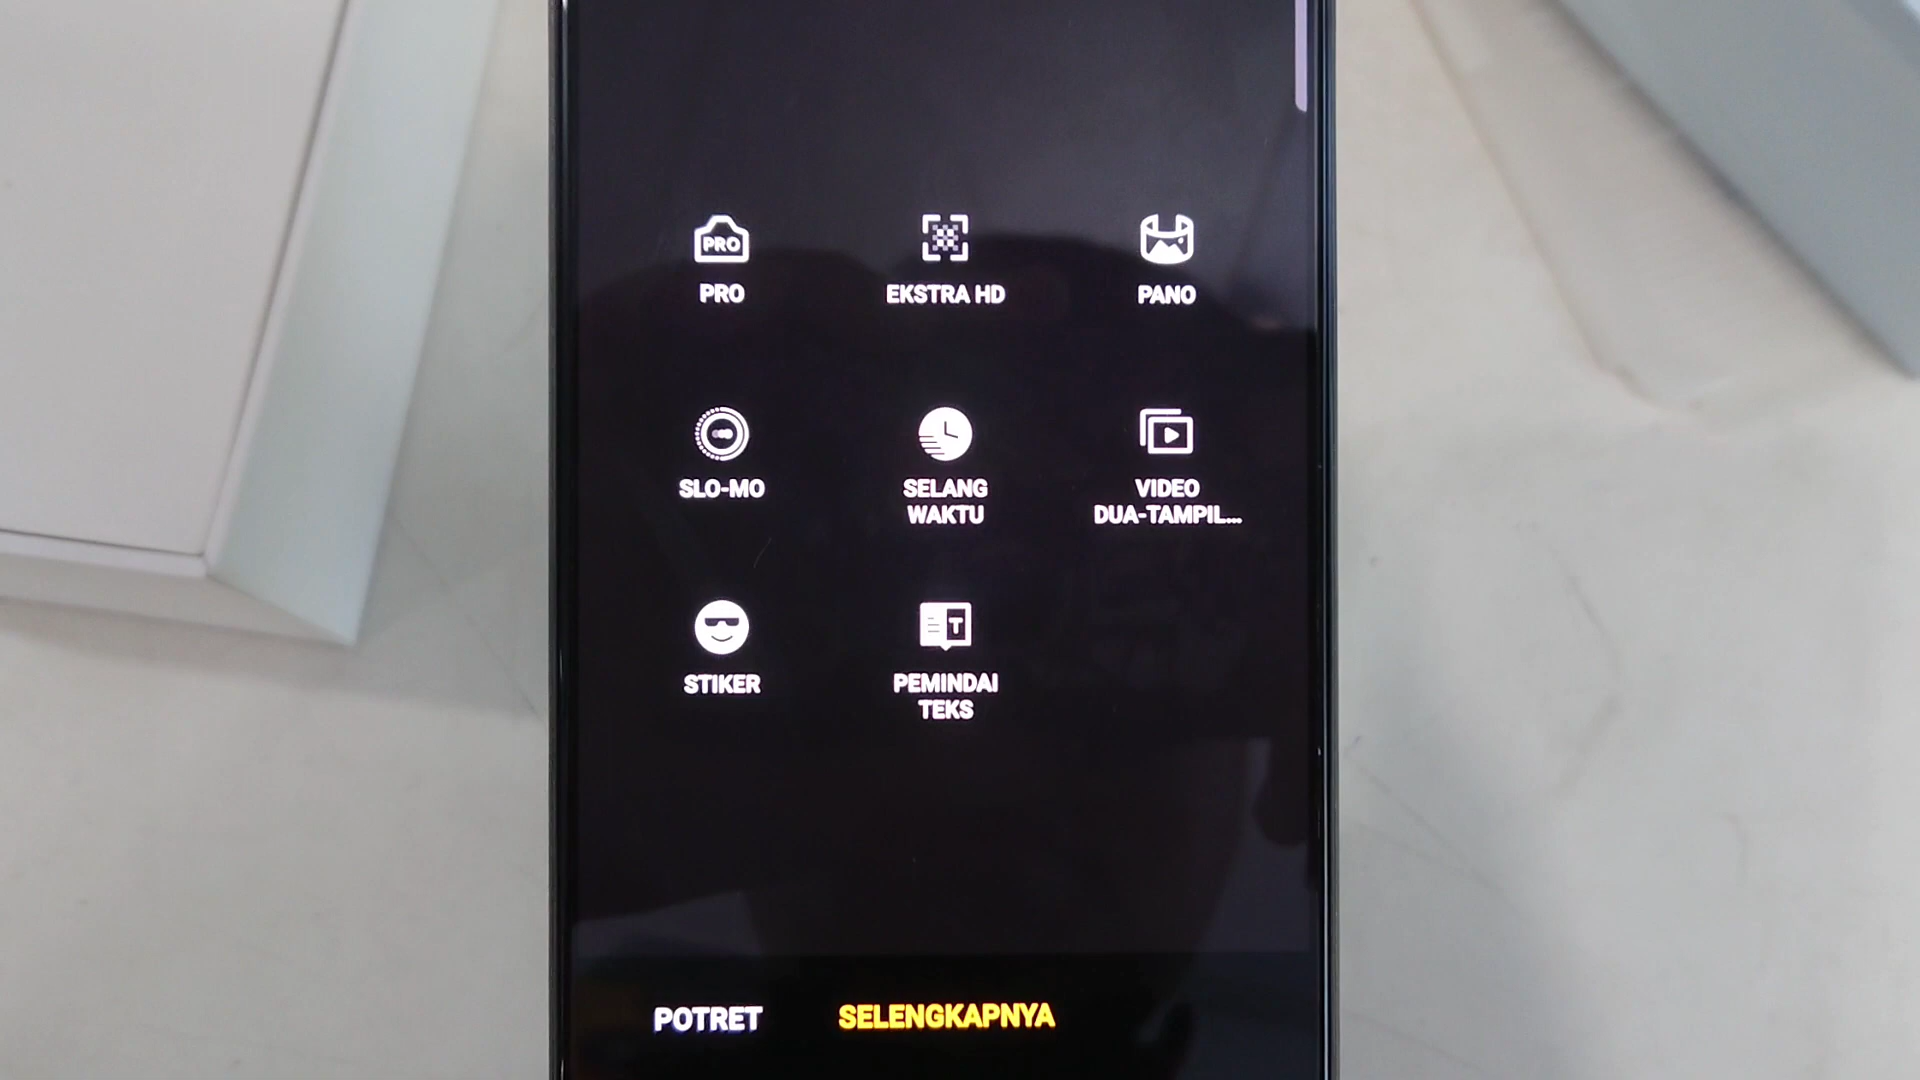 PRO
PRO
EKSTRA HD
PANO
SLO-MO
SELANG
WAKTU
VIDEO
DUA-TAMPIL...
STIKER
T
PEMINDAI
TEKS
POTRET
SELENGKAPNYA